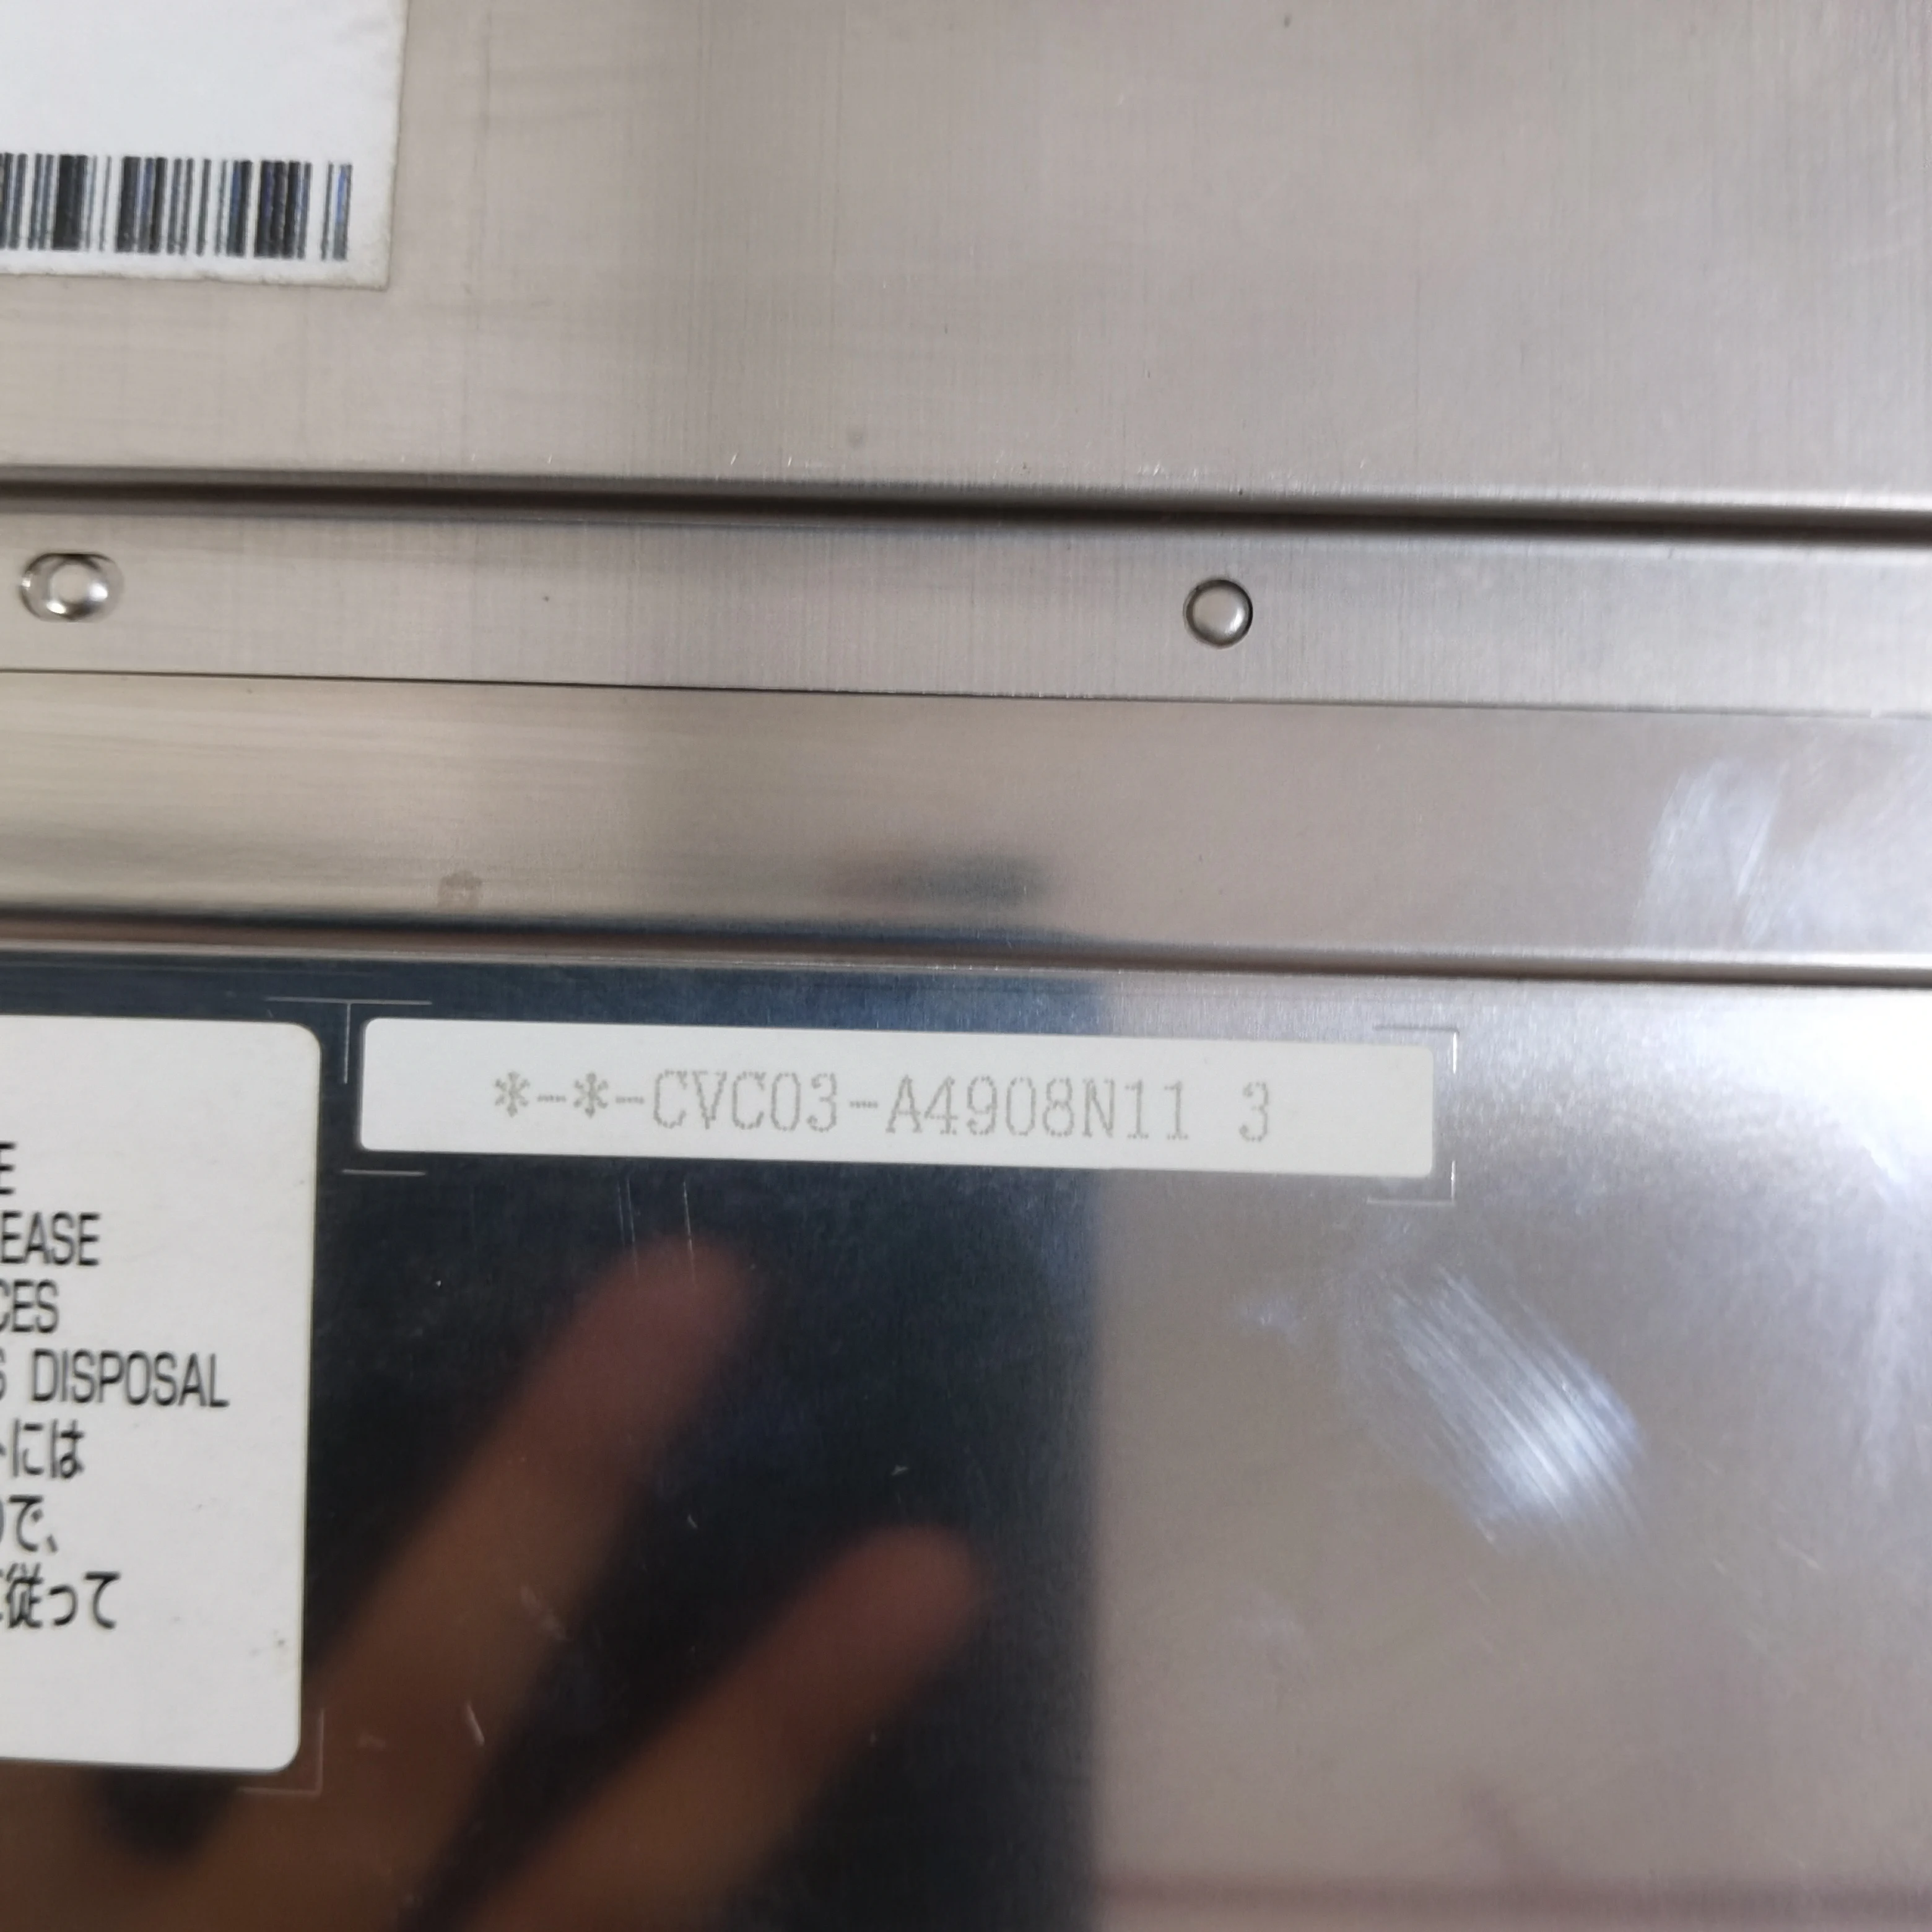 *-*-CVC03-A4908N11 3
E
EASE
CES
S DISPOSAL
には
で、
従って